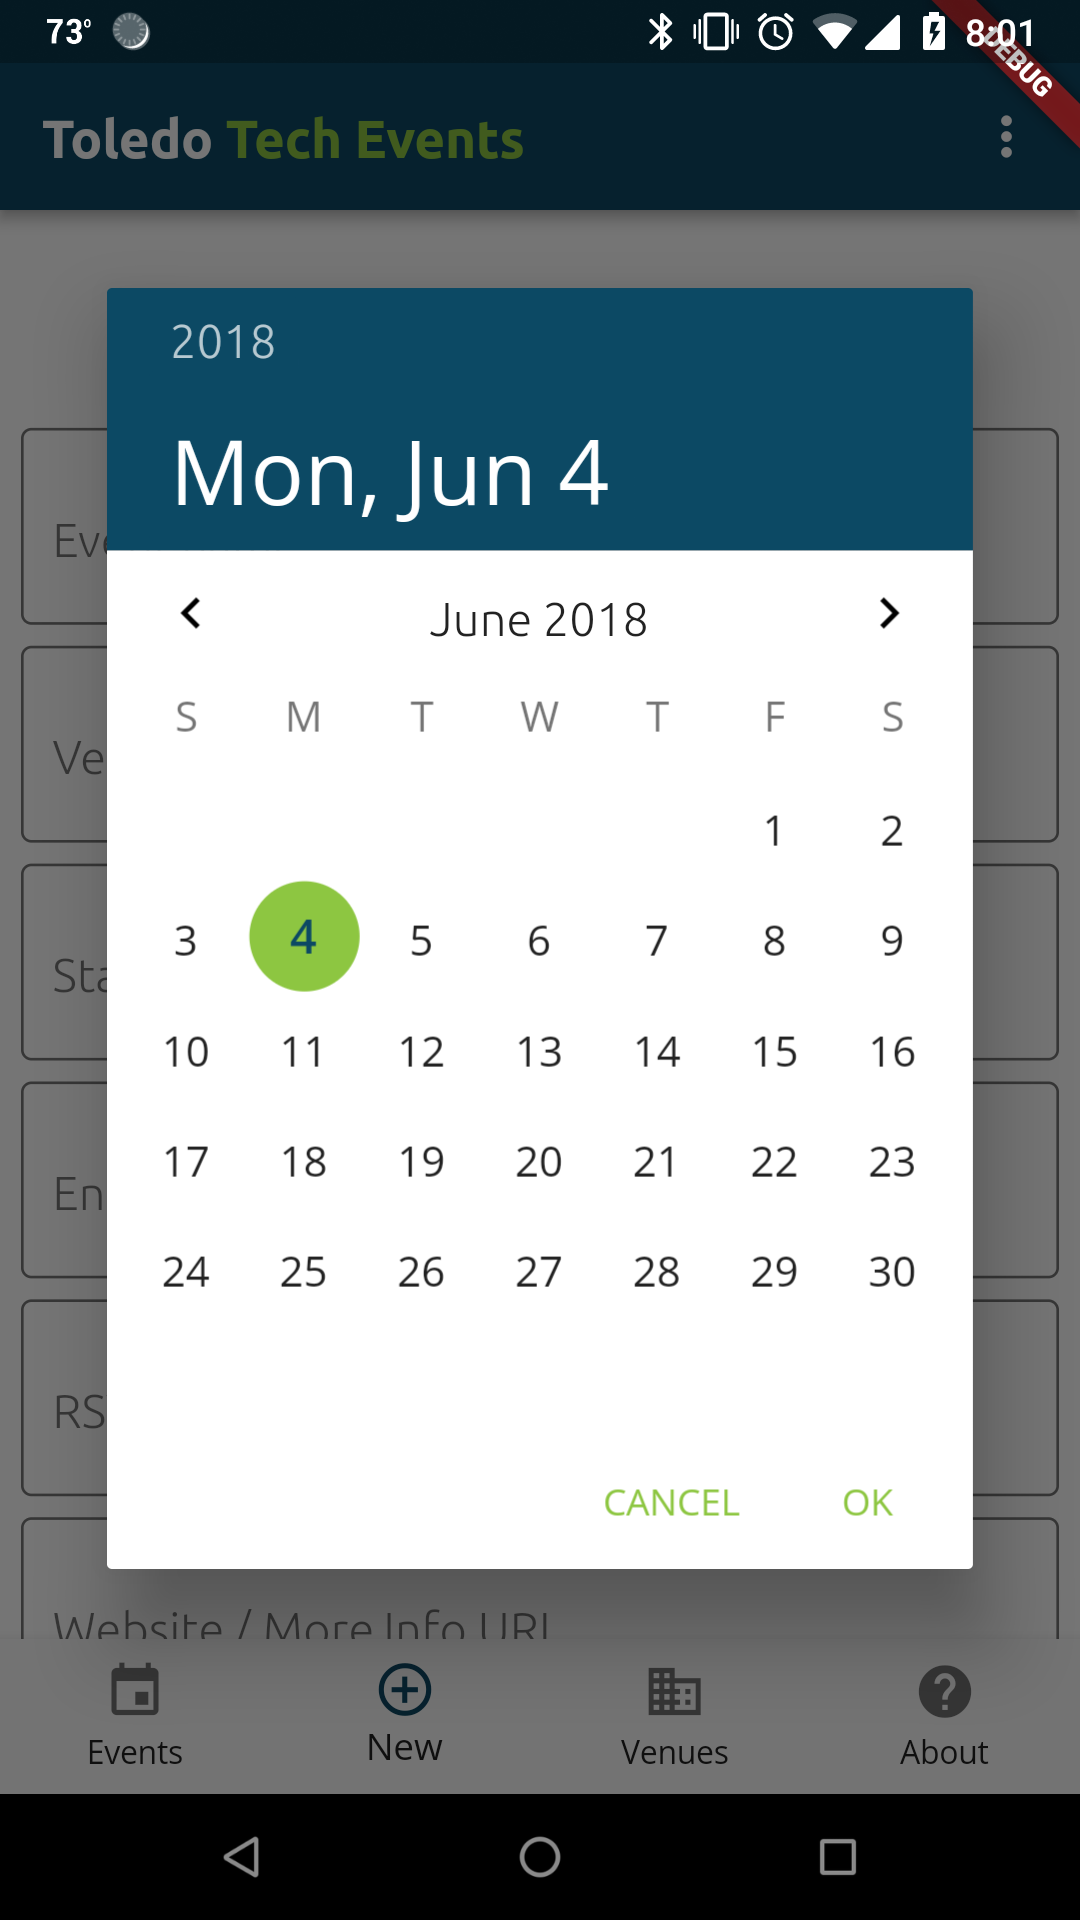 73° 8:01
DEBUG
Toledo Tech Events
2018
Mon, Jun 4
June 2018
S M T W T F S
1 2
3 4 5 6 7 8 9
10 11 12 13 14 15 16
17 18 19 20 21 22 23
24 25 26 27 28 29 30
CANCEL OK
Website / More Info URL
Events New Venues About